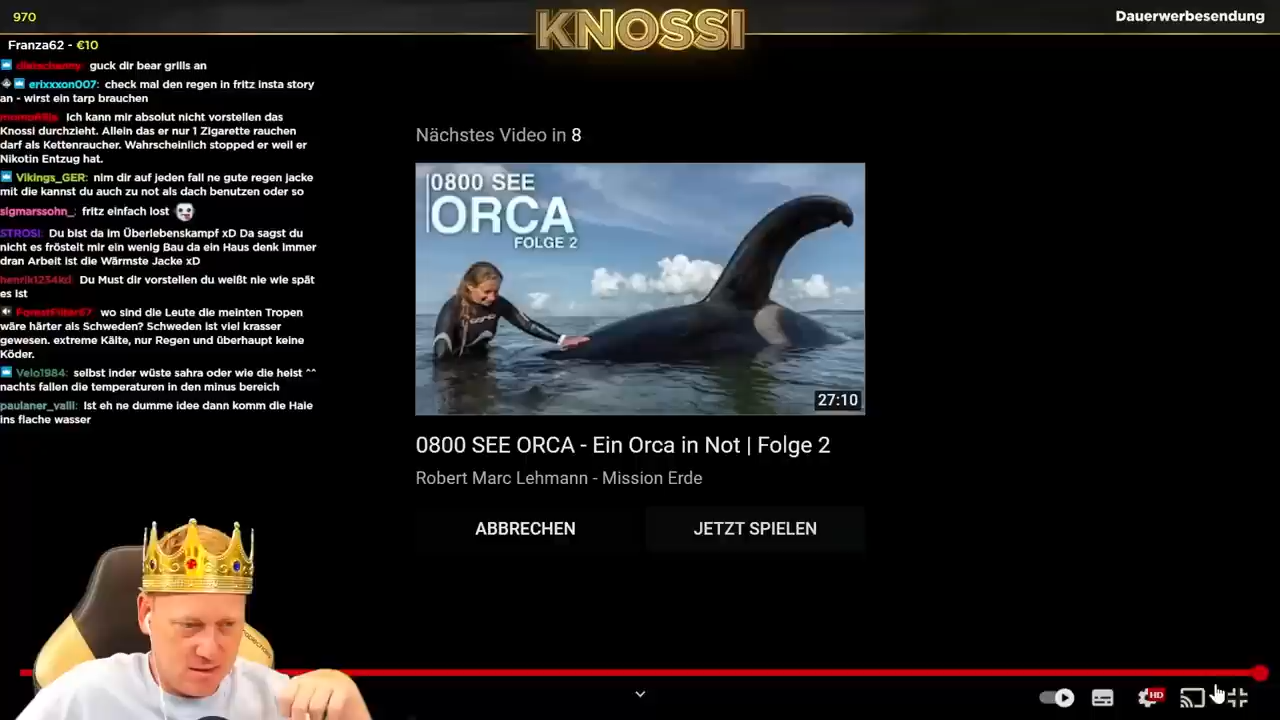 970
KNOSSI
Dauerwerbesendung
Franza62 - €10
guck dir bear grills an
erixxxon007: check mal den regen in fritz insta story
an - wirst ein tarp brauchen
Ich kann mir absolut nicht vorstellen das
Knossi durchzieht. Allein das er nur 1 Zigarette rauchen
darf als Kettenraucher. Wahrscheinlich stopped er weil er
Nikotin Entzug hat.
Vikings_GER: nim dir auf jeden fall ne gute regen jacke
mit die kannst du auch zu not als dach benutzen oder so
sigmarssohn_: fritz einfach lost
STROSI: Du bist da im Überlebenskampf xD Da sagst du
nicht es fröstelt mir ein wenig Bau da ein Haus denk immer
dran Arbeit ist die Wärmste Jacke xD
henrik1234kd: Du Must dir vorstellen du weißt nie wie spät
es ist
wo sind die Leute die meinten Tropen
wäre härter als Schweden? Schweden ist viel krasser
gewesen. extreme Kälte, nur Regen und überhaupt keine
Köder.
Velo1984: selbst inder wüste sahra oder wie die heist ^^
nachts fallen die temperaturen in den minus bereich
paulaner_valli: Ist eh ne dumme idee dann komm die Haie
ins flache wasser
Nächstes Video in 8
0800 SEE
ORCA
FOLGE 2
27:10
0800 SEE ORCA - Ein Orca in Not | Folge 2
Robert Marc Lehmann - Mission Erde
ABBRECHEN
JETZT SPIELEN
HD